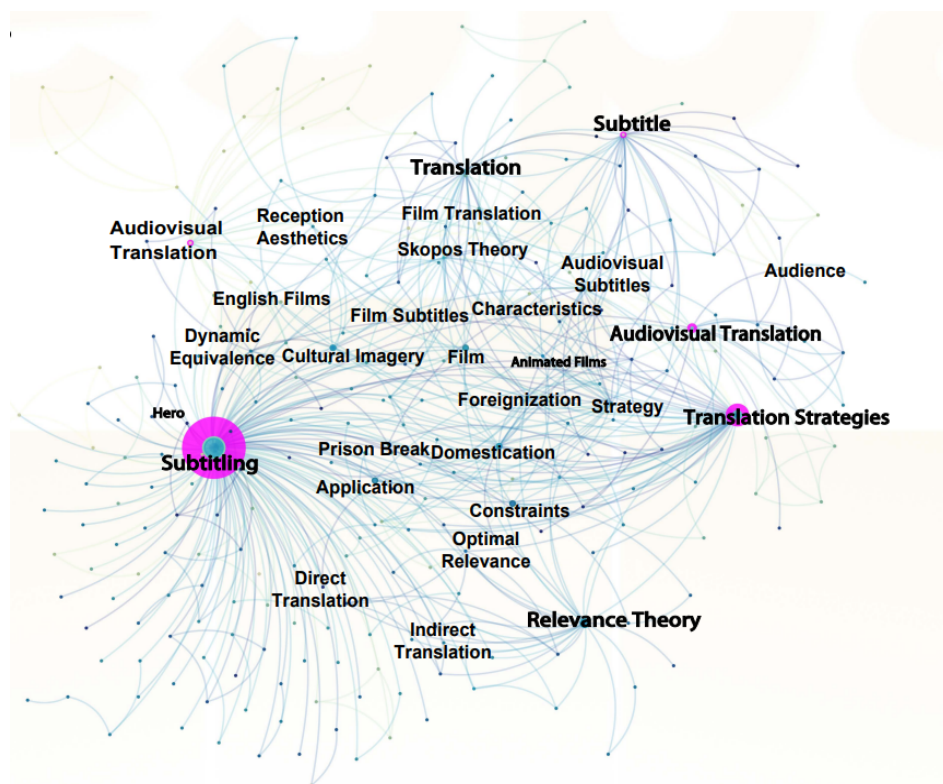 Subtitle
Translation
Audiovisual
Translation
Reception
Aesthetics
Film Translation
Skopos Theory
Audiovisual
Subtitles
Audience
English Films
Film Subtitles
Characteristics
Audiovisual Translation
Dynamic
Equivalence
Cultural Imagery
Film
Animated Films
Hero
Foreignization
Strategy
Translation Strategies
Subtitling
Prison Break
Domestication
Application
Constraints
Optimal
Relevance
Direct
Translation
Indirect
Translation
Relevance Theory